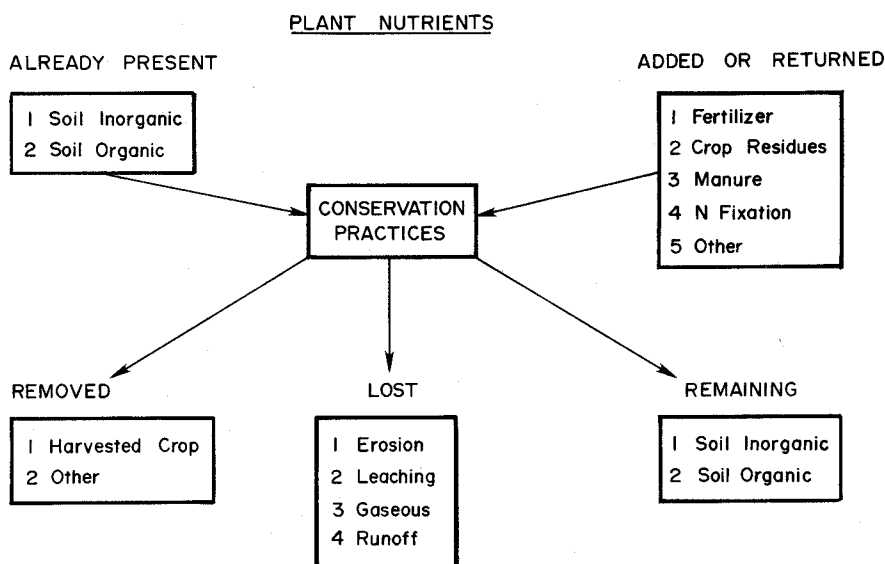 PLANT NUTRIENTS
ALREADY PRESENT
1 Soil Inorganic
2 Soil Organic
ADDED OR RETURNED
1 Fertilizer
2 Crop Residues
3 Manure
4 N Fixation
5 Other
CONSERVATION
PRACTICES
REMOVED
1 Harvested Crop
2 Other
LOST
1 Erosion
2 Leaching
3 Gaseous
4 Runoff
REMAINING
1 Soil Inorganic
2 Soil Organic